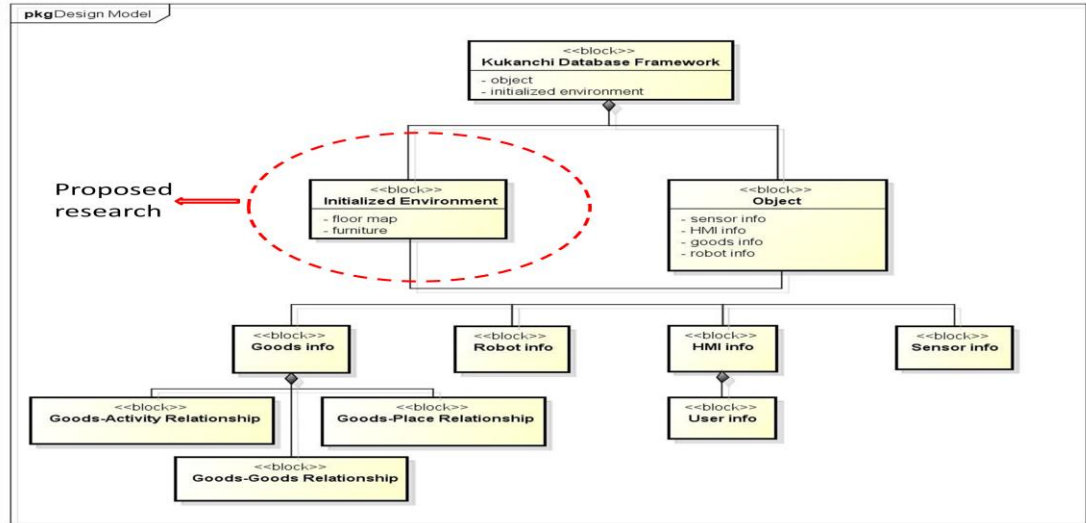 pkgDesign Model
<<block>>
Kukanchi Database Framework
- object
- initialized environment
Proposed
research
<<block>>
Initialized Environment
- floor map
- furniture
<<block>>
Object
- sensor info
- HMI info
- goods info
- robot info
<<block>>
Goods info
<<block>>
Robot info
<<block>>
HMI info
<<block>>
Sensor info
<<block>>
Goods-Activity Relationship
<<block>>
Goods-Place Relationship
<<block>>
User info
<<block>>
Goods-Goods Relationship